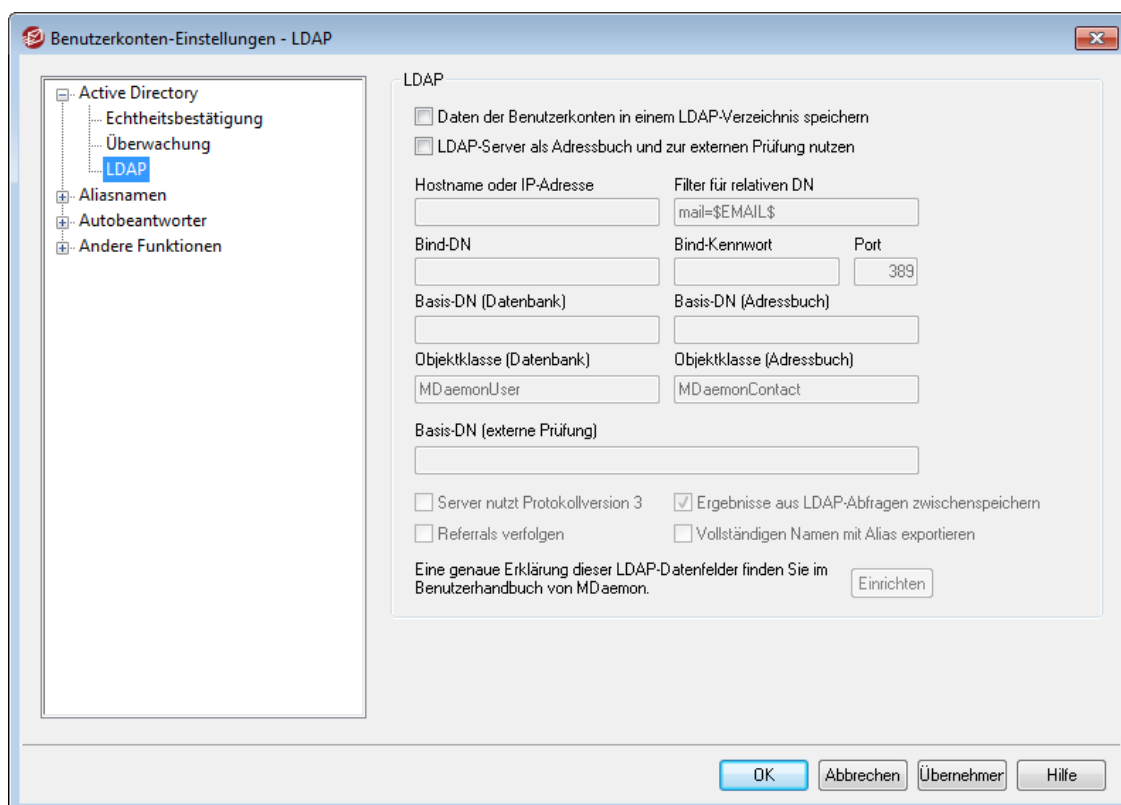 Benutzerkonten-Einstellungen - LDAP
Active Directory
Echtheitsbestätigung
Überwachung
LDAP
Aliasnamen
Autobeantworter
Andere Funktionen
LDAP
Daten der Benutzerkonten in einem LDAP-Verzeichnis speichern
LDAP-Server als Adressbuch und zur externen Prüfung nutzen
Hostname oder IP-Adresse Filter für relativen DN
mail=$EMAIL$
Bind-DN Bind-Kennwort Port
389
Basis-DN (Datenbank) Basis-DN (Adressbuch)
Objektklasse (Datenbank) Objektklasse (Adressbuch)
MDaemonUser MDaemonContact
Basis-DN (externe Prüfung)
Server nutzt Protokollversion 3 Ergebnisse aus LDAP-Abfragen zwischenspeichern
Referrals verfolgen Vollständigen Namen mit Alias exportieren
Eine genaue Erklärung dieser LDAP-Datenfelder finden Sie im
Benutzerhandbuch von MDaemon.
Einrichten
OK Abbrechen Übernehmer Hilfe